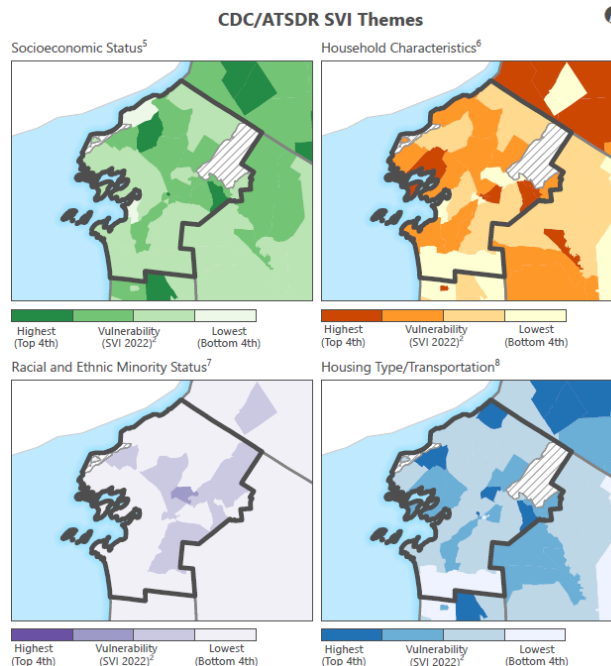 CDC/ATSDR SVI Themes
Socioeconomic Status⁵
Household Characteristics⁶
Highest (Top 4th)
Vulnerability (SVI 2022)²
Lowest (Bottom 4th)
Highest (Top 4th)
Vulnerability (SVI 2022)²
Lowest (Bottom 4th)
Racial and Ethnic Minority Status⁷
Housing Type/Transportation⁸
Highest (Top 4th)
Vulnerability (SVI 2022)²
Lowest (Bottom 4th)
Highest (Top 4th)
Vulnerability (SVI 2022)²
Lowest (Bottom 4th)